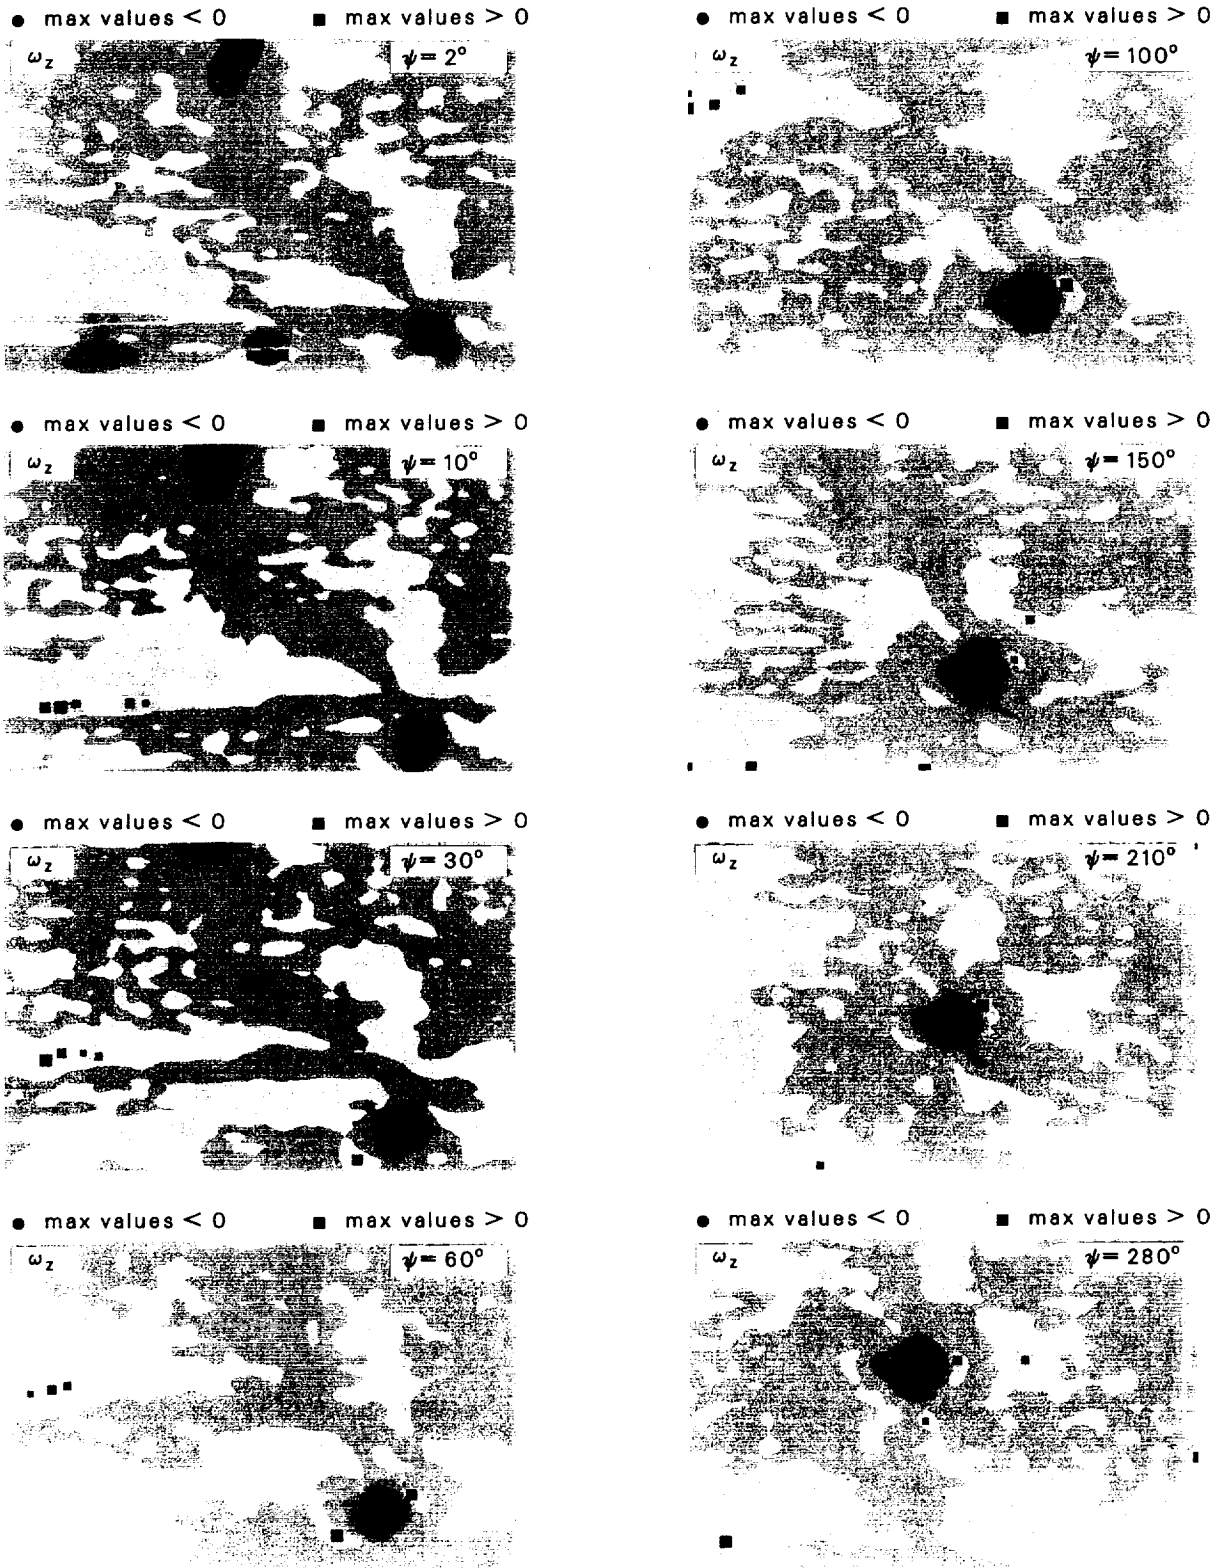 ● max values < 0 ■ max values > 0
ω_z ψ = 2°
● max values < 0 ■ max values > 0
ω_z ψ = 10°
● max values < 0 ■ max values > 0
ω_z ψ = 30°
● max values < 0 ■ max values > 0
ω_z ψ = 60°
● max values < 0 ■ max values > 0
ω_z ψ = 100°
● max values < 0 ■ max values > 0
ω_z ψ = 150°
● max values < 0 ■ max values > 0
ω_z ψ = 210°
● max values < 0 ■ max values > 0
ω_z ψ = 280°